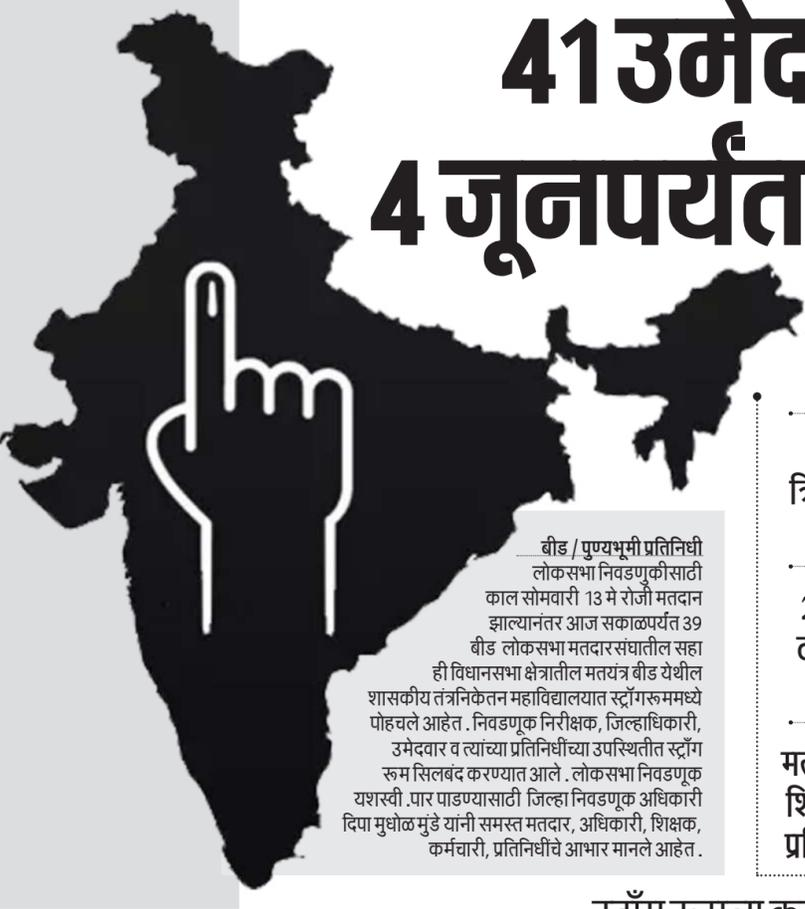 41 उमेद
4 जूनपर्यंत
बीड / पुण्यभूमी प्रतिनिधी
लोकसभा निवडणुकीसाठी
काल सोमवारी 13 मे रोजी मतदान
झाल्यानंतर आज सकाळपर्यंत 39
बीड लोकसभा मतदारसंघातील सहा
ही विधानसभा क्षेत्रातील मतयंत्र बीड येथील
शासकीय तंत्रनिकेतन महाविद्यालयात स्ट्रॉंगरूममध्ये
पोहचले आहेत . निवडणूक निरीक्षक, जिल्हाधिकारी,
उमेदवार व त्यांच्या प्रतिनिधींच्या उपस्थितीत स्ट्रॉंग
रूम सिलबंद करण्यात आले . लोकसभा निवडणूक
यशस्वी .पार पाडण्यासाठी जिल्हा निवडणूक अधिकारी
दिपा मुधोळ मुंडे यांनी समस्त मतदार, अधिकारी, शिक्षक,
कर्मचारी, प्रतिनिधींचे आभार मानले आहेत .
त्रि
शि